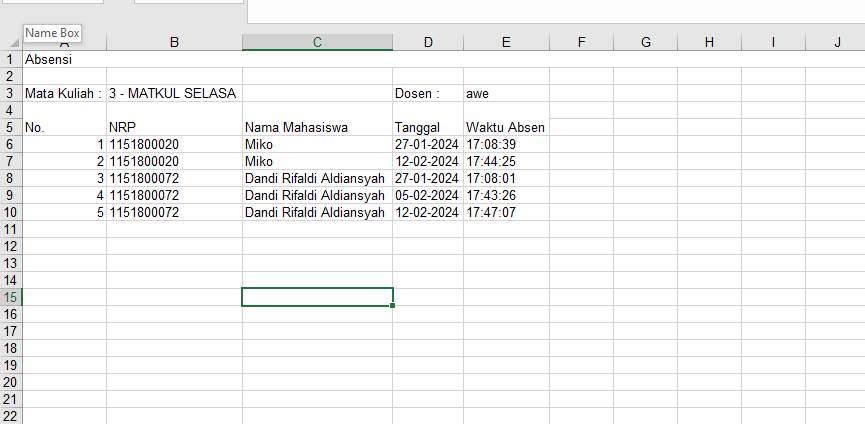 Name Box
A B C D E F G H I J
1 Absensi
2
3 Mata Kuliah : 3 - MATKUL SELASA Dosen : awe
4
5 No. NRP Nama Mahasiswa Tanggal Waktu Absen
6 1 1151800020 Miko 27-01-2024 17:08:39
7 2 1151800020 Miko 12-02-2024 17:44:25
8 3 1151800072 Dandi Rifaldi Aldiansyah 27-01-2024 17:08:01
9 4 1151800072 Dandi Rifaldi Aldiansyah 05-02-2024 17:43:26
10 5 1151800072 Dandi Rifaldi Aldiansyah 12-02-2024 17:47:07
11
12
13
14
15
16
17
18
19
20
21
22